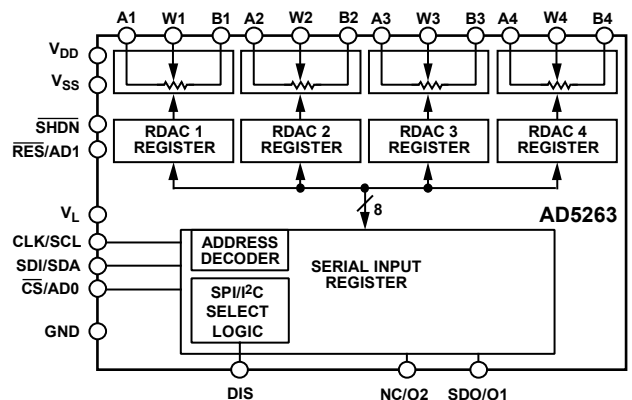 A1 W1 B1 A2 W2 B2 A3 W3 B3 A4 W4 B4
VDD
VSS
SHDN
RES/AD1
RDAC 1
REGISTER
RDAC 2
REGISTER
RDAC 3
REGISTER
RDAC 4
REGISTER
8
AD5263
VL
CLK/SCL
SDI/SDA
CS/AD0
GND
ADDRESS
DECODER
SERIAL INPUT
REGISTER
SPI/I²C
SELECT
LOGIC
DIS
NC/O2
SDO/O1